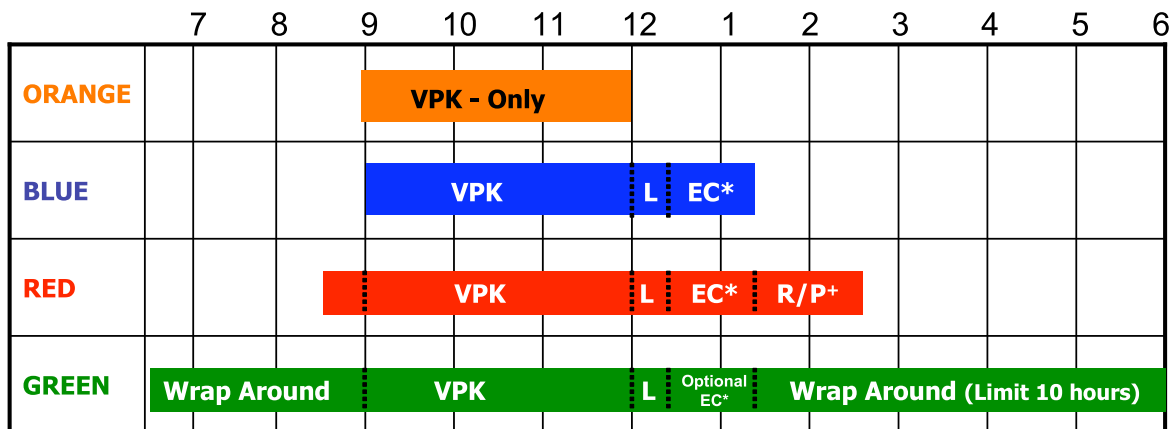 7 8 9 10 11 12 1 2 3 4 5 6
ORANGE VPK - Only
BLUE VPK L EC*
RED VPK L EC* R/P+
GREEN Wrap Around VPK L Optional EC* Wrap Around (Limit 10 hours)